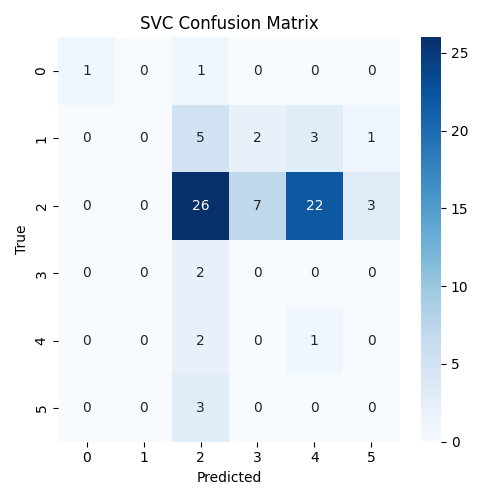 SVC Confusion Matrix
True
0 1 0 1 0 0 0
1 0 0 5 2 3 1
2 0 0 26 7 22 3
3 0 0 2 0 0 0
4 0 0 2 0 1 0
5 0 0 3 0 0 0
0 1 2 3 4 5
Predicted
25
20
15
10
5
0